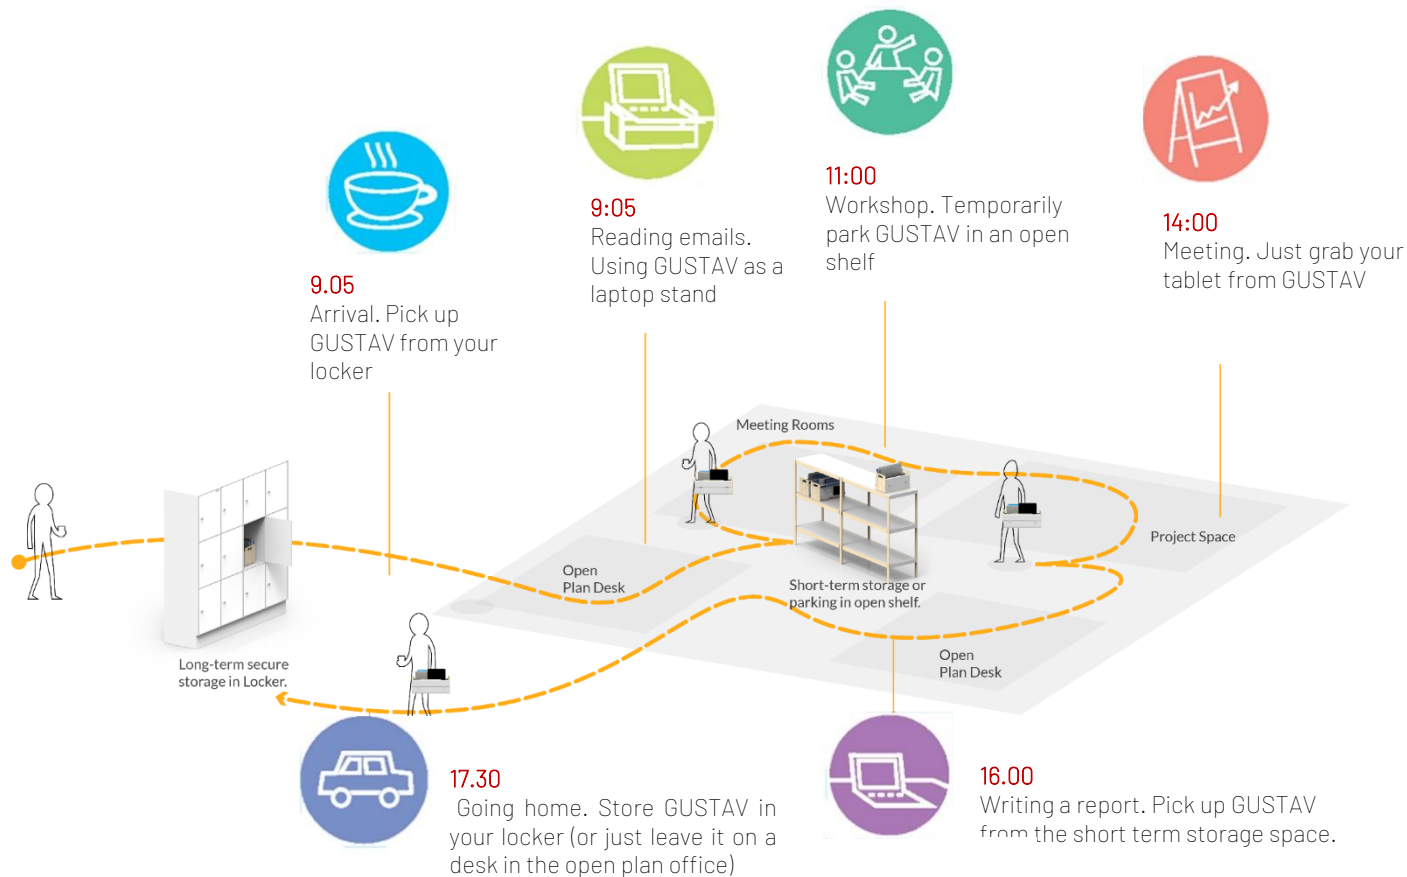 9.05
Arrival. Pick up
GUSTAV from your
locker
9:05
Reading emails.
Using GUSTAV as a
laptop stand
11:00
Workshop. Temporarily
park GUSTAV in an open
shelf
14:00
Meeting. Just grab your
tablet from GUSTAV
Meeting Rooms
Project Space
Open
Plan Desk
Short-term storage or
parking in open shelf.
Open
Plan Desk
Long-term secure
storage in Locker.
17.30
Going home. Store GUSTAV in
your locker (or just leave it on a
desk in the open plan office)
16.00
Writing a report. Pick up GUSTAV
from the short term storage space.